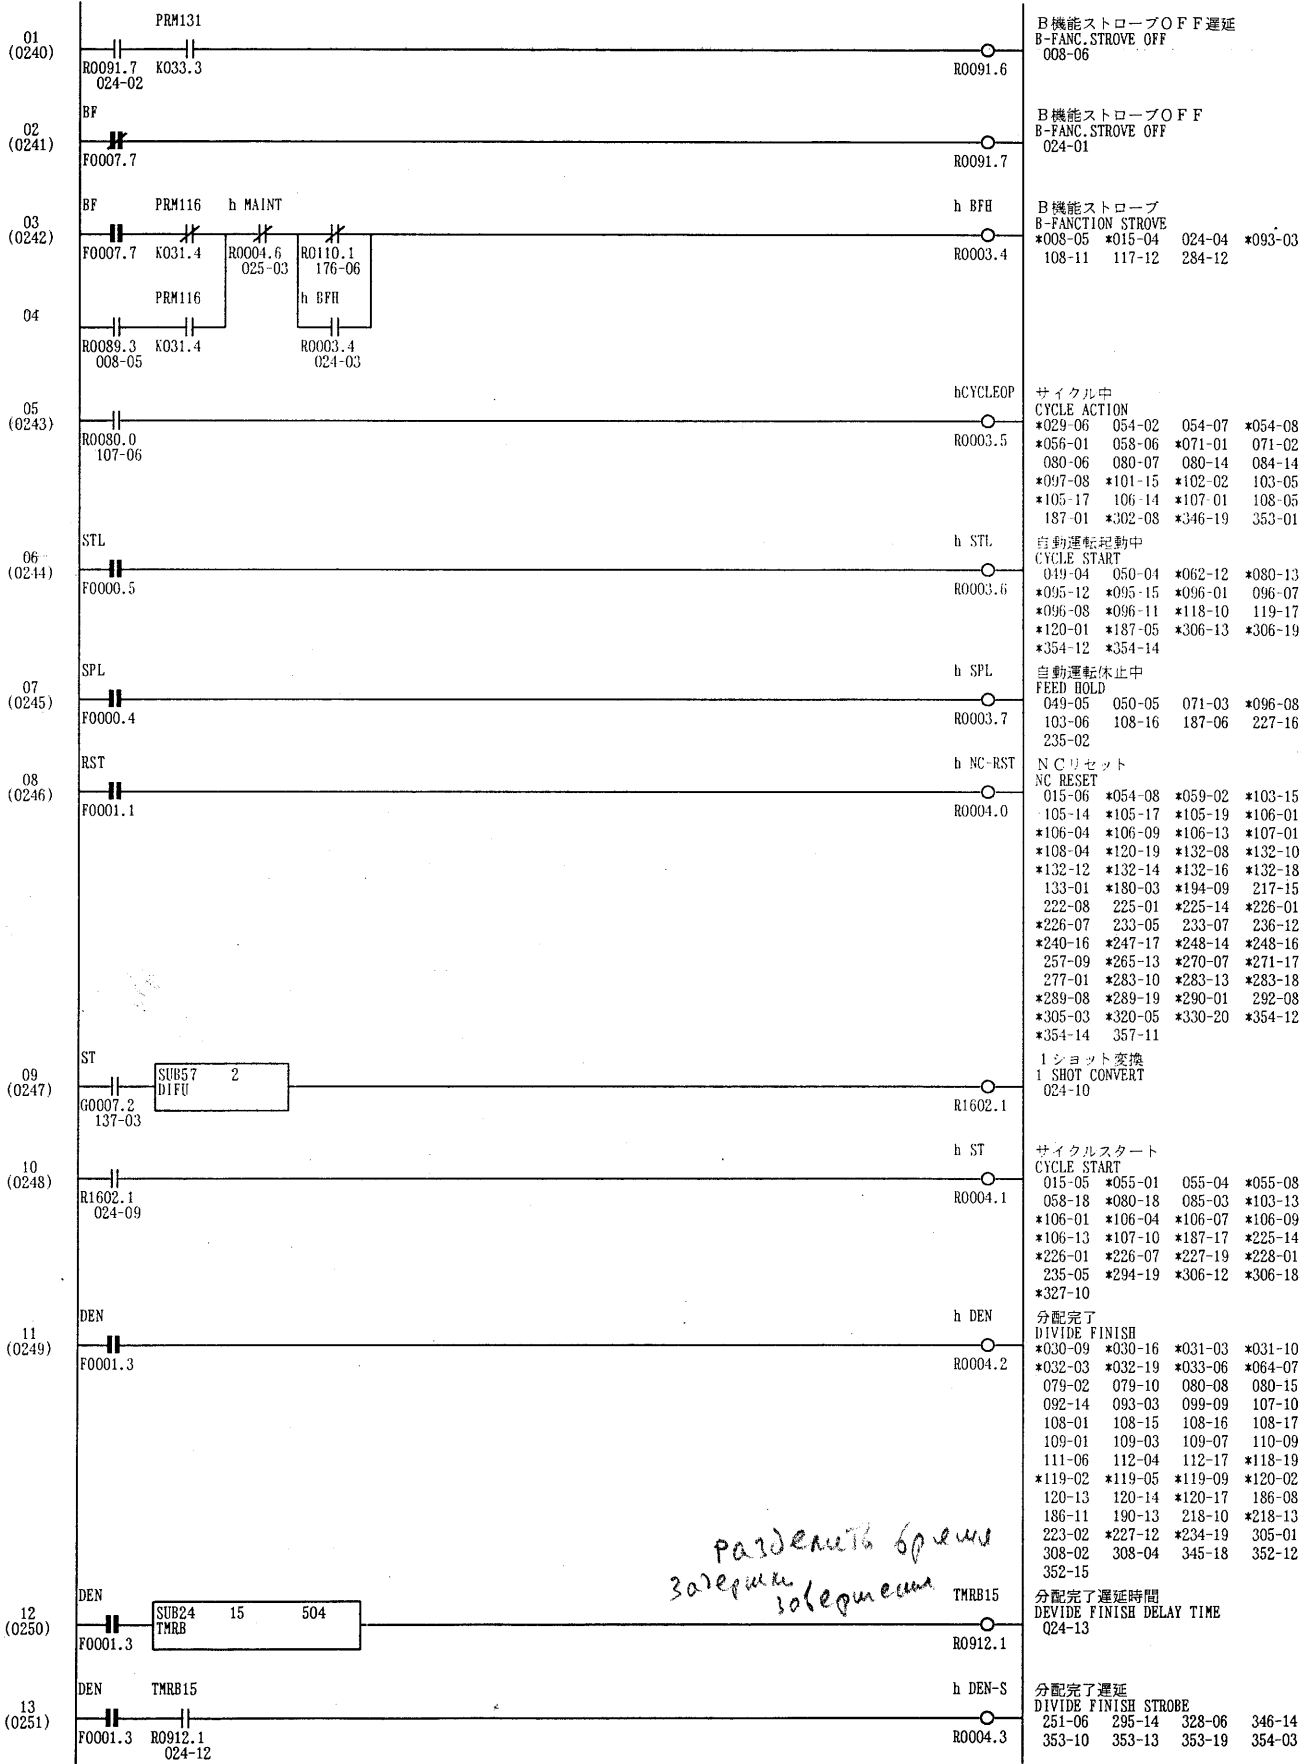 PRM131
01
(0240)
R0091.7 K033.3 R0091.6
024-02
B機能ストローブOFF遅延
B-FANC.STROVE OFF
008-06
BF
02
(0241)
F0007.7 R0091.7
B機能ストローブOFF
B-FANC.STROVE OFF
024-01
BF PRM116 h MAINT h BFH
03
(0242)
F0007.7 K031.4 R0004.6 R0110.1 R0003.4
025-03 176-06
B機能ストローブ
B-FANCTION STROVE
*008-05 *015-04 024-04 *093-03
108-11 117-12 284-12
PRM116 h BFH
04
R0089.3 K031.4 R0003.4
008-05 024-03
hCYCLEOP
05
(0243)
R0080.0 R0003.5
107-06
サイクル中
CYCLE ACTION
*029-06 054-02 054-07 *054-08
*056-01 058-06 *071-01 071-02
080-06 080-07 080-14 084-14
*097-08 *101-15 *102-02 103-05
*105-17 106-14 *107-01 108-05
187-01 *302-08 *346-19 353-01
STL h STL
06
(0244)
F0000.5 R0003.6
自動運転起動中
CYCLE START
049-04 050-04 *062-12 *080-13
*095-12 *095-15 *096-01 096-07
*096-08 *096-11 *118-10 119-17
*120-01 *187-05 *306-13 *306-19
*354-12 *354-14
SPL h SPL
07
(0245)
F0000.4 R0003.7
自動運転休止中
FEED HOLD
049-05 050-05 071-03 *096-08
103-06 108-16 187-06 227-16
235-02
RST h NC-RST
08
(0246)
F0001.1 R0004.0
NCリセット
NC RESET
015-06 *054-08 *059-02 *103-15
105-14 *105-17 *105-19 *106-01
*106-04 *106-09 *106-13 *107-01
*108-04 *120-19 *132-08 *132-10
*132-12 *132-14 *132-16 *132-18
133-01 *180-03 *194-09 217-15
222-08 225-01 *225-14 *226-01
*226-07 233-05 233-07 236-12
*240-16 *247-17 *248-14 *248-16
257-09 *265-13 *270-07 *271-17
277-01 *283-10 *283-13 *283-18
*289-08 *289-19 *290-01 292-08
*305-03 *320-05 *330-20 *354-12
*354-14 357-11
ST
09
(0247)
SUB57 2
DIFU
G0007.2 R1602.1
137-03
1ショット変換
1 SHOT CONVERT
024-10
h ST
10
(0248)
R1602.1 R0004.1
024-09
サイクルスタート
CYCLE START
015-05 *055-01 055-04 *055-08
058-18 *080-18 085-03 *103-13
*106-01 *106-04 *106-07 *106-09
*106-13 *107-10 *187-17 *225-14
*226-01 *226-07 *227-19 *228-01
235-05 *294-19 *306-12 *306-18
*327-10
DEN h DEN
11
(0249)
F0001.3 R0004.2
分配完了
DIVIDE FINISH
*030-09 *030-16 *031-03 *031-10
*032-03 *032-19 *033-06 *064-07
079-02 079-10 080-08 080-15
092-14 093-03 099-09 107-10
108-01 108-15 108-16 108-17
109-01 109-03 109-07 110-09
111-06 112-04 112-17 *118-19
*119-02 *119-05 *119-09 *120-02
120-13 120-14 *120-17 186-08
186-11 190-13 218-10 *218-13
223-02 *227-12 *234-19 305-01
308-02 308-04 345-18 352-12
352-15
разделить время
завершения
DEN TMRB15
12
(0250)
SUB24 15 504
TMRB
F0001.3 R0912.1
分配完了遅延時間
DEVIDE FINISH DELAY TIME
024-13
DEN TMRB15 h DEN-S
13
(0251)
F0001.3 R0912.1 R0004.3
024-12
分配完了遅延
DIVIDE FINISH STROBE
251-06 295-14 328-06 346-14
353-10 353-13 353-19 354-03